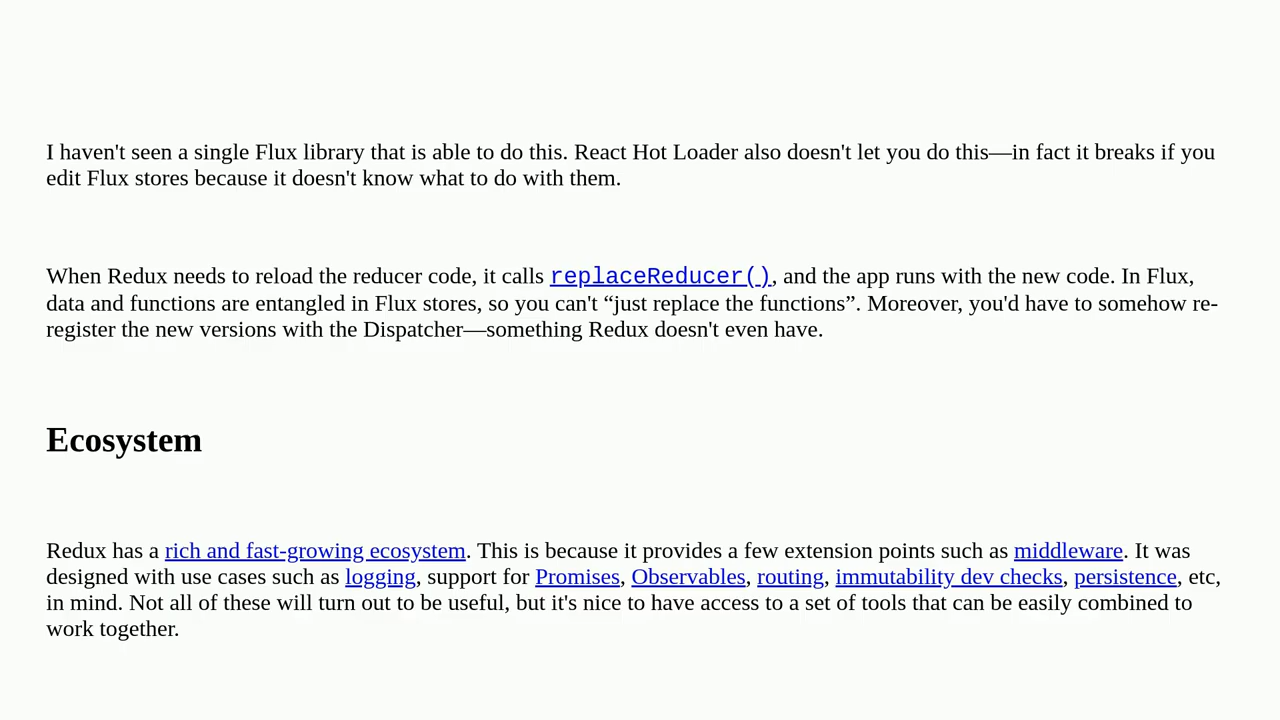 I haven't seen a single Flux library that is able to do this. React Hot Loader also doesn't let you do this—in fact it breaks if you
edit Flux stores because it doesn't know what to do with them.
When Redux needs to reload the reducer code, it calls replaceReducer(), and the app runs with the new code. In Flux,
data and functions are entangled in Flux stores, so you can't “just replace the functions”. Moreover, you'd have to somehow re-
register the new versions with the Dispatcher—something Redux doesn't even have.
Ecosystem
Redux has a rich and fast-growing ecosystem. This is because it provides a few extension points such as middleware. It was
designed with use cases such as logging, support for Promises, Observables, routing, immutability dev checks, persistence, etc,
in mind. Not all of these will turn out to be useful, but it's nice to have access to a set of tools that can be easily combined to
work together.